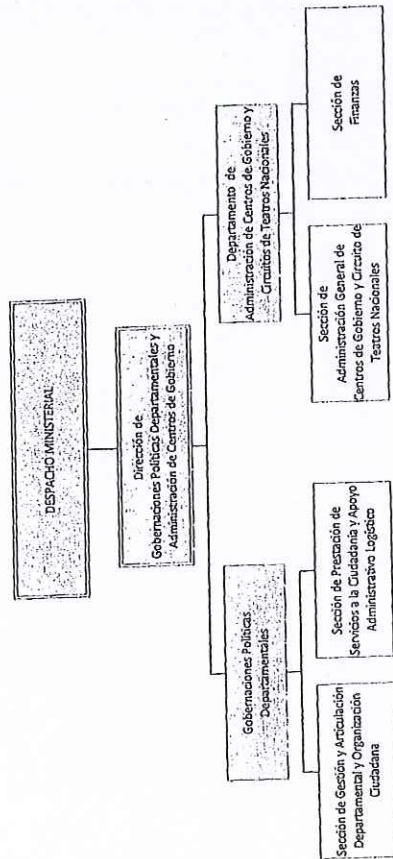 DESPACHO MINISTERIAL
Dirección de
Gobernaciones Políticas Departamentales y
Administración de Centros de Gobierno
Gobernaciones Políticas
Departamentales
Departamento de
Administración de Centros de Gobierno y
Circuitos de Teatros Nacionales
Sección de Gestión y Articulación
Departamental y Organización
Ciudadana
Sección de Prestación de
Servicios a la Ciudadanía y Apoyo
Administrativo Logístico
Sección de
Administración General de
Centros de Gobierno y Circuito de
Teatros Nacionales
Sección de
Finanzas